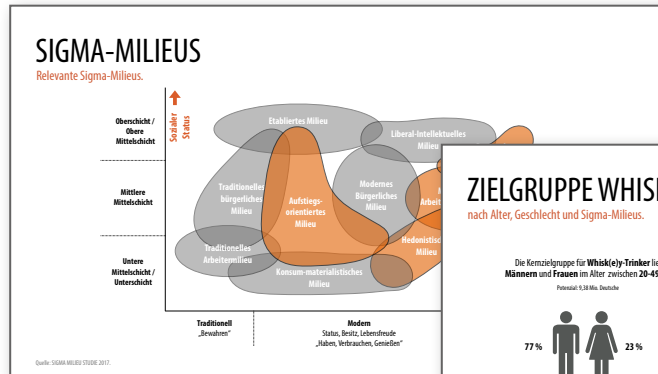 SIGMA-MILIEUS
Relevante Sigma-Milieus.
Sozialer
Status
Oberschicht /
Obere
Mittelschicht
Mittlere
Mittelschicht
Untere
Mittelschicht /
Unterschicht
Etabliertes Milieu
Liberal-Intellektuelles
Milieu
Traditionelles
bürgerliches
Milieu
Aufstiegs-
orientiertes
Milieu
Modernes
Bürgerliches
Milieu
M
Arbeite
Traditionelles
Arbeitermilieu
Hedonistisc
Milieu
Konsum-materialistisches
Milieu
Traditionell
„Bewahren“
Modern
Status, Besitz, Lebensfreude
„Haben, Verbrauchen, Genießen“
Quelle: SIGMA MILIEU STUDIE 2017.
ZIELGRUPPE WHISK
nach Alter, Geschlecht und Sigma-Milieus.
Die Kernzielgruppe für Whisk(e)y-Trinker lie
Männern und Frauen im Alter zwischen 20-49
Potenzial: 9,38 Mio. Deutsche
77 %
23 %